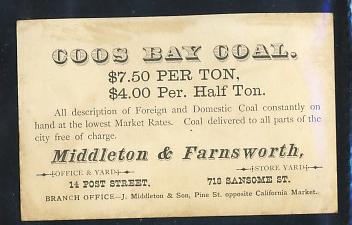 COOS BAY COAL.
$7.50 PER TON,
$4.00 Per. Half Ton.
All description of Foreign and Domestic Coal constantly on
hand at the lowest Market Rates. Coal delivered to all parts of the
city free of charge.
Middleton & Farnsworth,
[OFFICE & YARD] [STORE YARD]
14 POST STREET, 718 SANSOME ST.
BRANCH OFFICE—J. Middleton & Son, Pine St. opposite California Market.